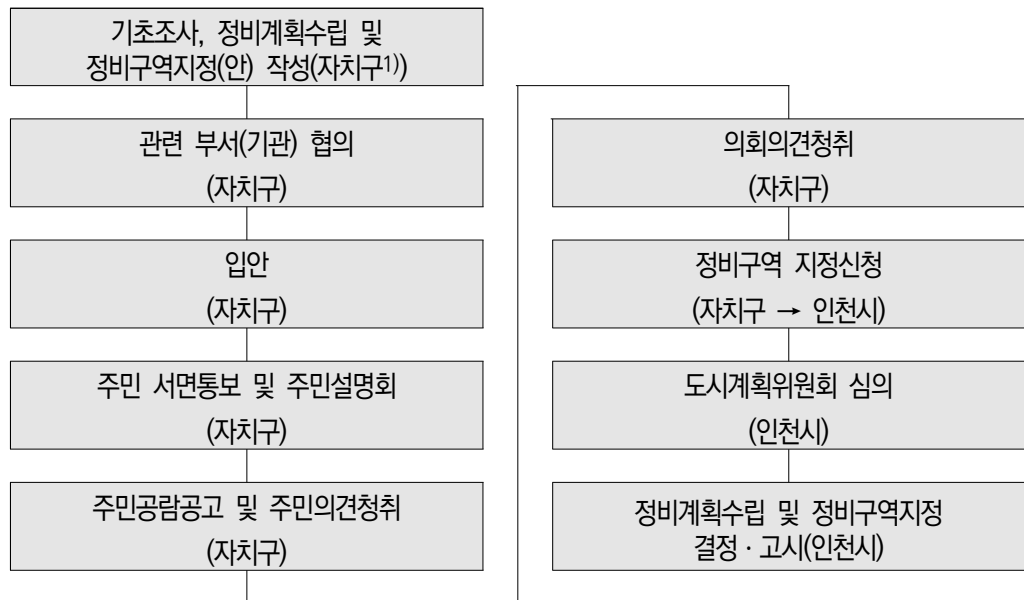 기초조사, 정비계획수립 및
정비구역지정(안) 작성(자치구1))
관련 부서(기관) 협의
(자치구)
입안
(자치구)
주민 서면통보 및 주민설명회
(자치구)
주민공람공고 및 주민의견청취
(자치구)
의회의견청취
(자치구)
정비구역 지정신청
(자치구 → 인천시)
도시계획위원회 심의
(인천시)
정비계획수립 및 정비구역지정
결정 · 고시(인천시)